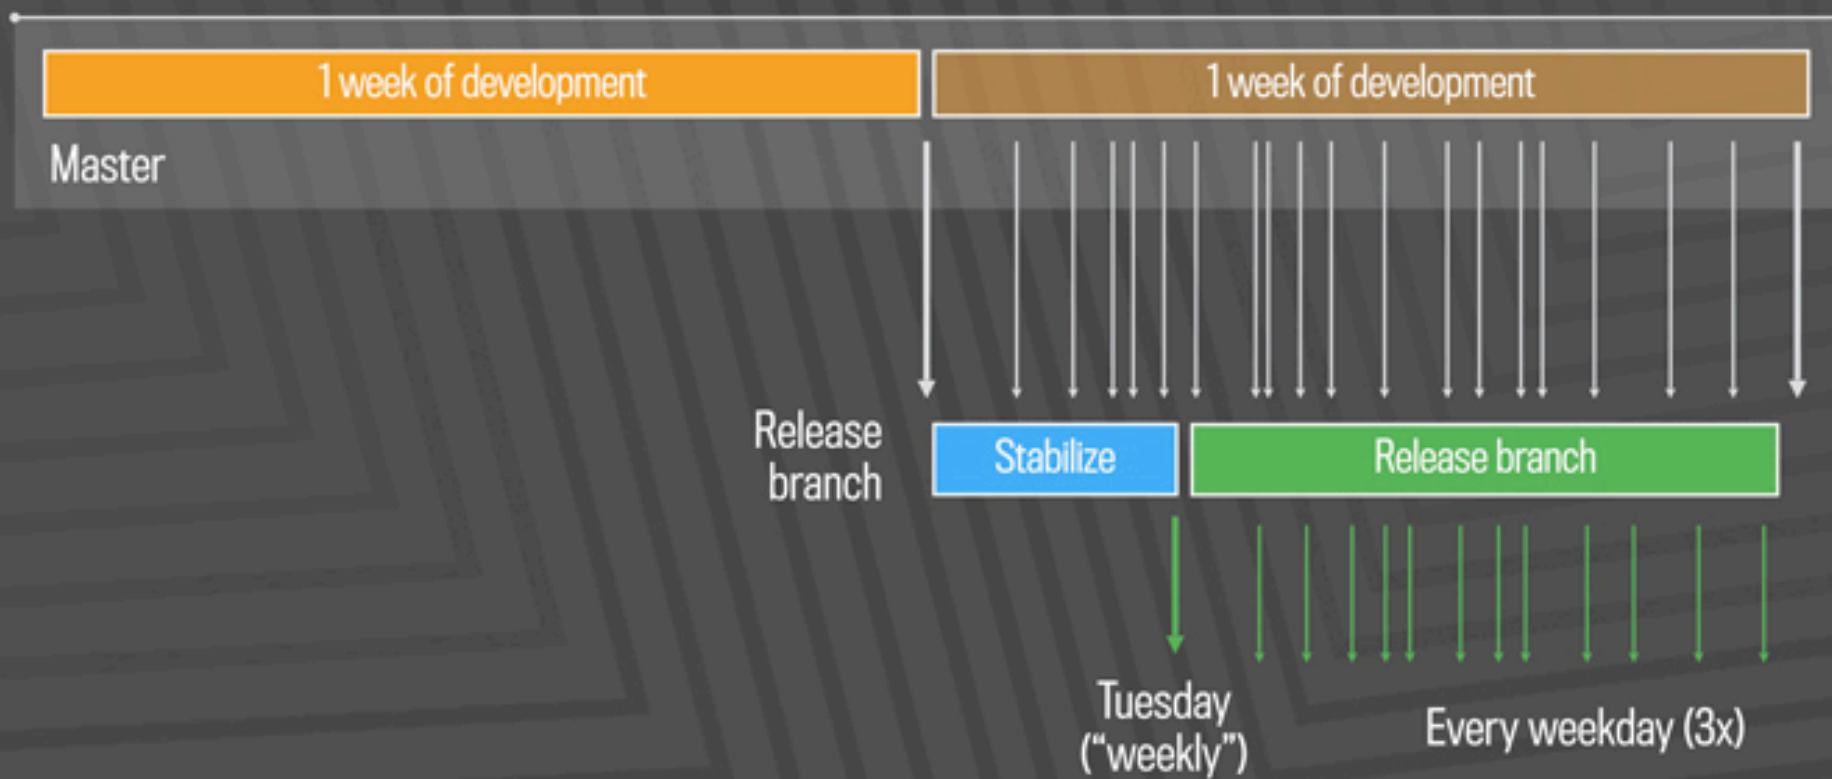 1 week of development
1 week of development
Master
Release
branch
Stabilize
Release branch
Tuesday
(“weekly”)
Every weekday (3x)